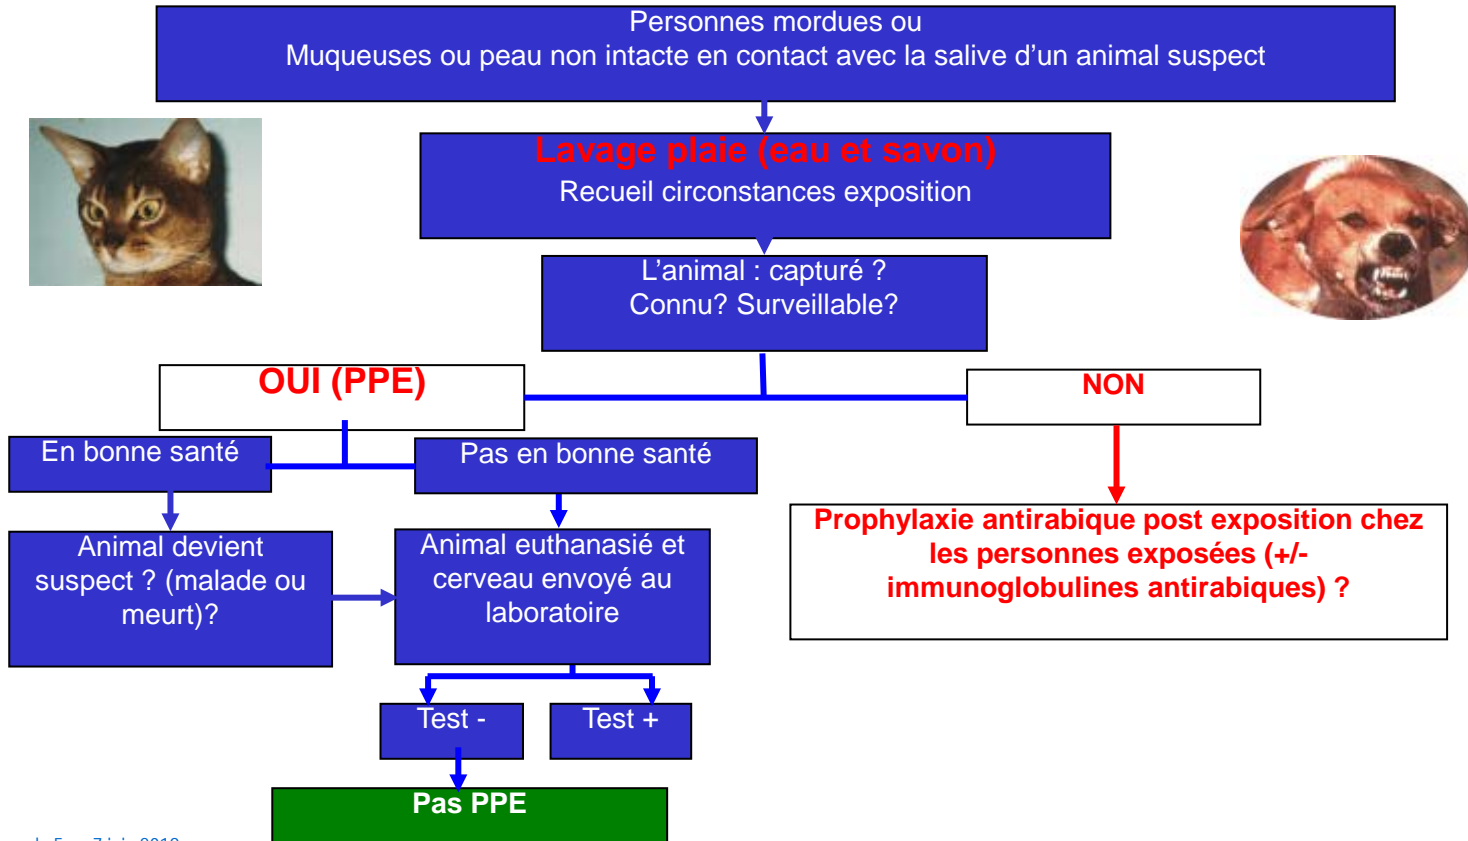 Personnes mordues ou
Muqueuses ou peau non intacte en contact avec la salive d'un animal suspect
Lavage plaie (eau et savon)
Recueil circonstances exposition
L'animal : capturé ?
Connu? Surveillable?
OUI (PPE)
NON
En bonne santé
Pas en bonne santé
Animal devient
suspect ? (malade ou
meurt)?
Animal euthanasié et
cerveau envoyé au
laboratoire
Prophylaxie antirabique post exposition chez
les personnes exposées (+/-
immunoglobulines antirabiques) ?
Test -
Test +
Pas PPE